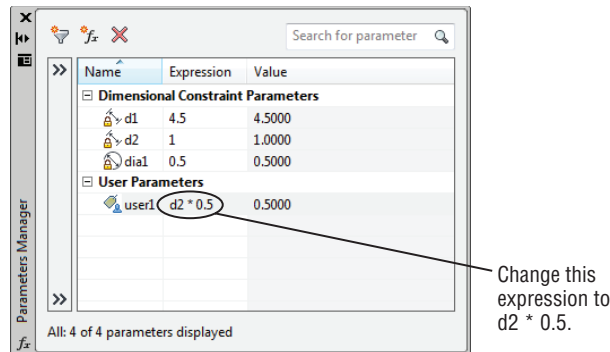 Search for parameter
Name Expression Value
Dimensional Constraint Parameters
d1 4.5 4.5000
d2 1 1.0000
dia1 0.5 0.5000
User Parameters
user1 d2 * 0.5 0.5000
All: 4 of 4 parameters displayed
Parameters Manager
fx
Change this
expression to
d2 * 0.5.